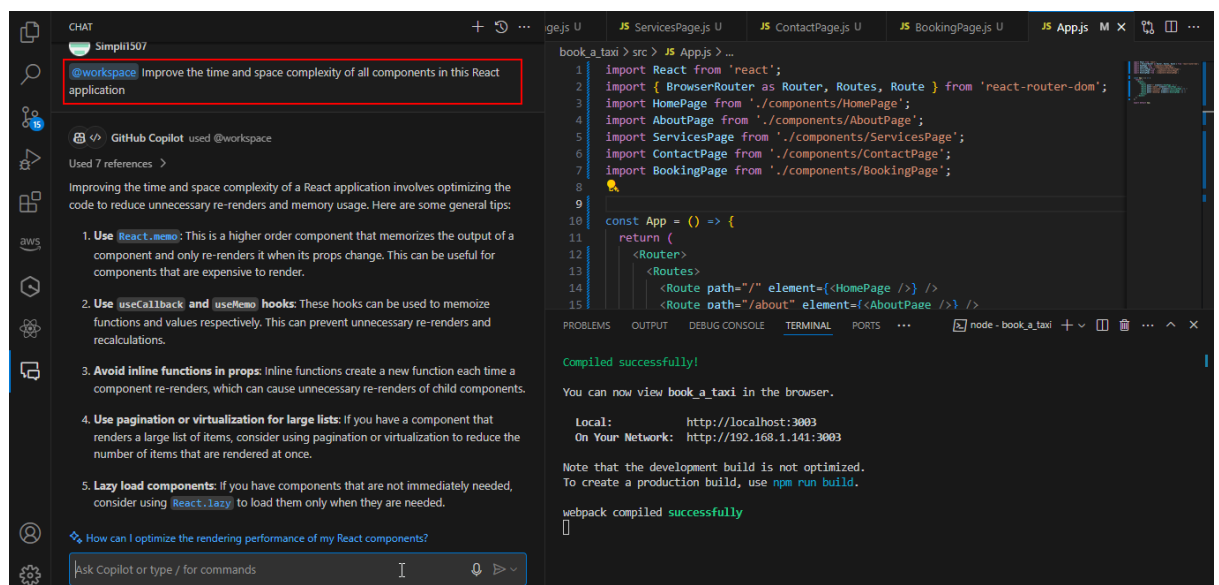 CHAT
Simpli1507
@workspace Improve the time and space complexity of all components in this React
application
GitHub Copilot used @workspace
Used 7 references >
Improving the time and space complexity of a React application involves optimizing the
code to reduce unnecessary re-renders and memory usage. Here are some general tips:
1. Use React.memo: This is a higher order component that memorizes the output of a
component and only re-renders it when its props change. This can be useful for
components that are expensive to render.
2. Use useCallback and useMemo hooks: These hooks can be used to memoize
functions and values respectively. This can prevent unnecessary re-renders and
recalculations.
3. Avoid inline functions in props: Inline functions create a new function each time a
component re-renders, which can cause unnecessary re-renders of child components.
4. Use pagination or virtualization for large lists: If you have a component that
renders a large list of items, consider using pagination or virtualization to reduce the
number of items that are rendered at once.
5. Lazy load components: If you have components that are not immediately needed,
consider using React.lazy to load them only when they are needed.
How can I optimize the rendering performance of my React components?
Ask Copilot or type / for commands
15
aws
ge.js U JS ServicesPage.js U JS ContactPage.js U JS BookingPage.js U JS App.js M
book_a_taxi > src > JS App.js > ...
1 import React from 'react';
2 import { BrowserRouter as Router, Routes, Route } from 'react-router-dom';
3 import HomePage from './components/HomePage';
4 import AboutPage from './components/AboutPage';
5 import ServicesPage from './components/ServicesPage';
6 import ContactPage from './components/ContactPage';
7 import BookingPage from './components/BookingPage';
8
9
10 const App = () => {
11 return (
12 <Router>
13 <Routes>
14 <Route path="/" element={<HomePage />} />
15 <Route path="/about" element={<AboutPage />} />
PROBLEMS OUTPUT DEBUG CONSOLE TERMINAL PORTS ... node - book_a_taxi
Compiled successfully!
You can now view book_a_taxi in the browser.
Local: http://localhost:3003
On Your Network: http://192.168.1.141:3003
Note that the development build is not optimized.
To create a production build, use npm run build.
webpack compiled successfully